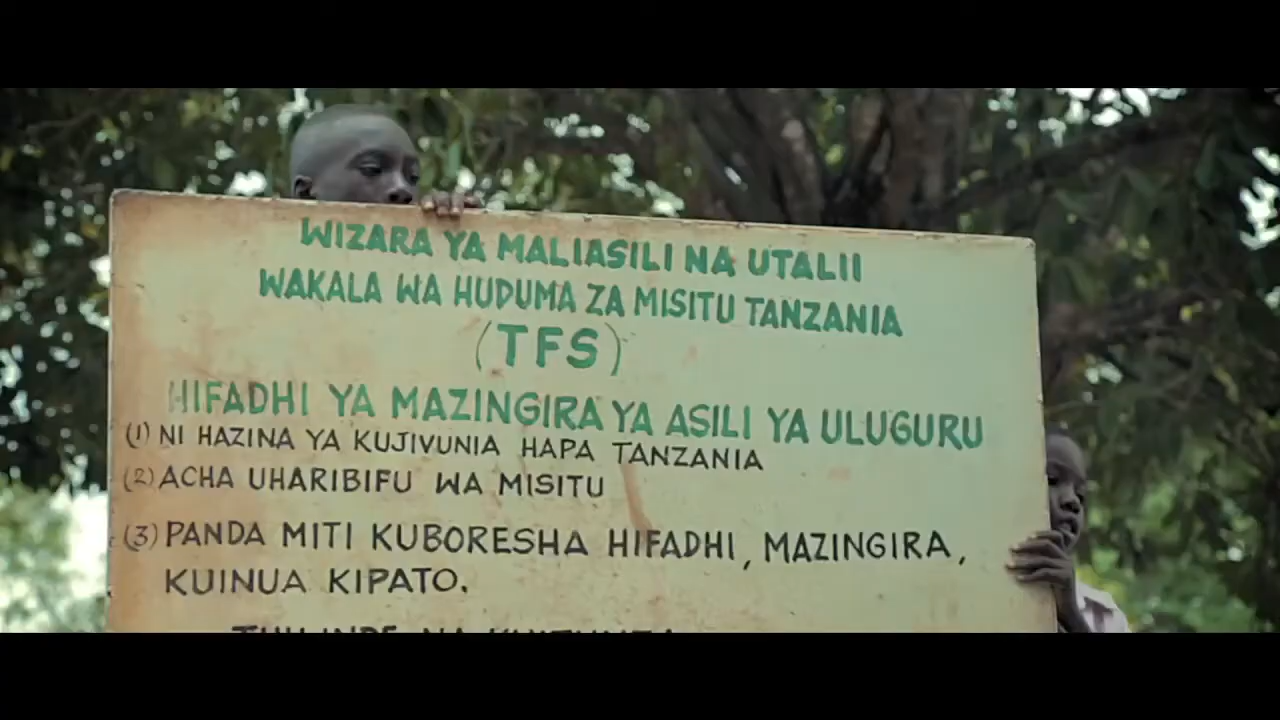 WIZARA YA MALIASILI NA UTALII
WAKALA WA HUDUMA ZA MISITU TANZANIA
(TFS)
HIFADHI YA MAZINGIRA YA ASILI YA ULUGURU
(1) NI HAZINA YA KUJIVUNIA HAPA TANZANIA
(2) ACHA UHARIBIFU WA MISITU
(3) PANDA MITI KUBORESHA HIFADHI, MAZINGIRA,
KUINUA KIPATO.